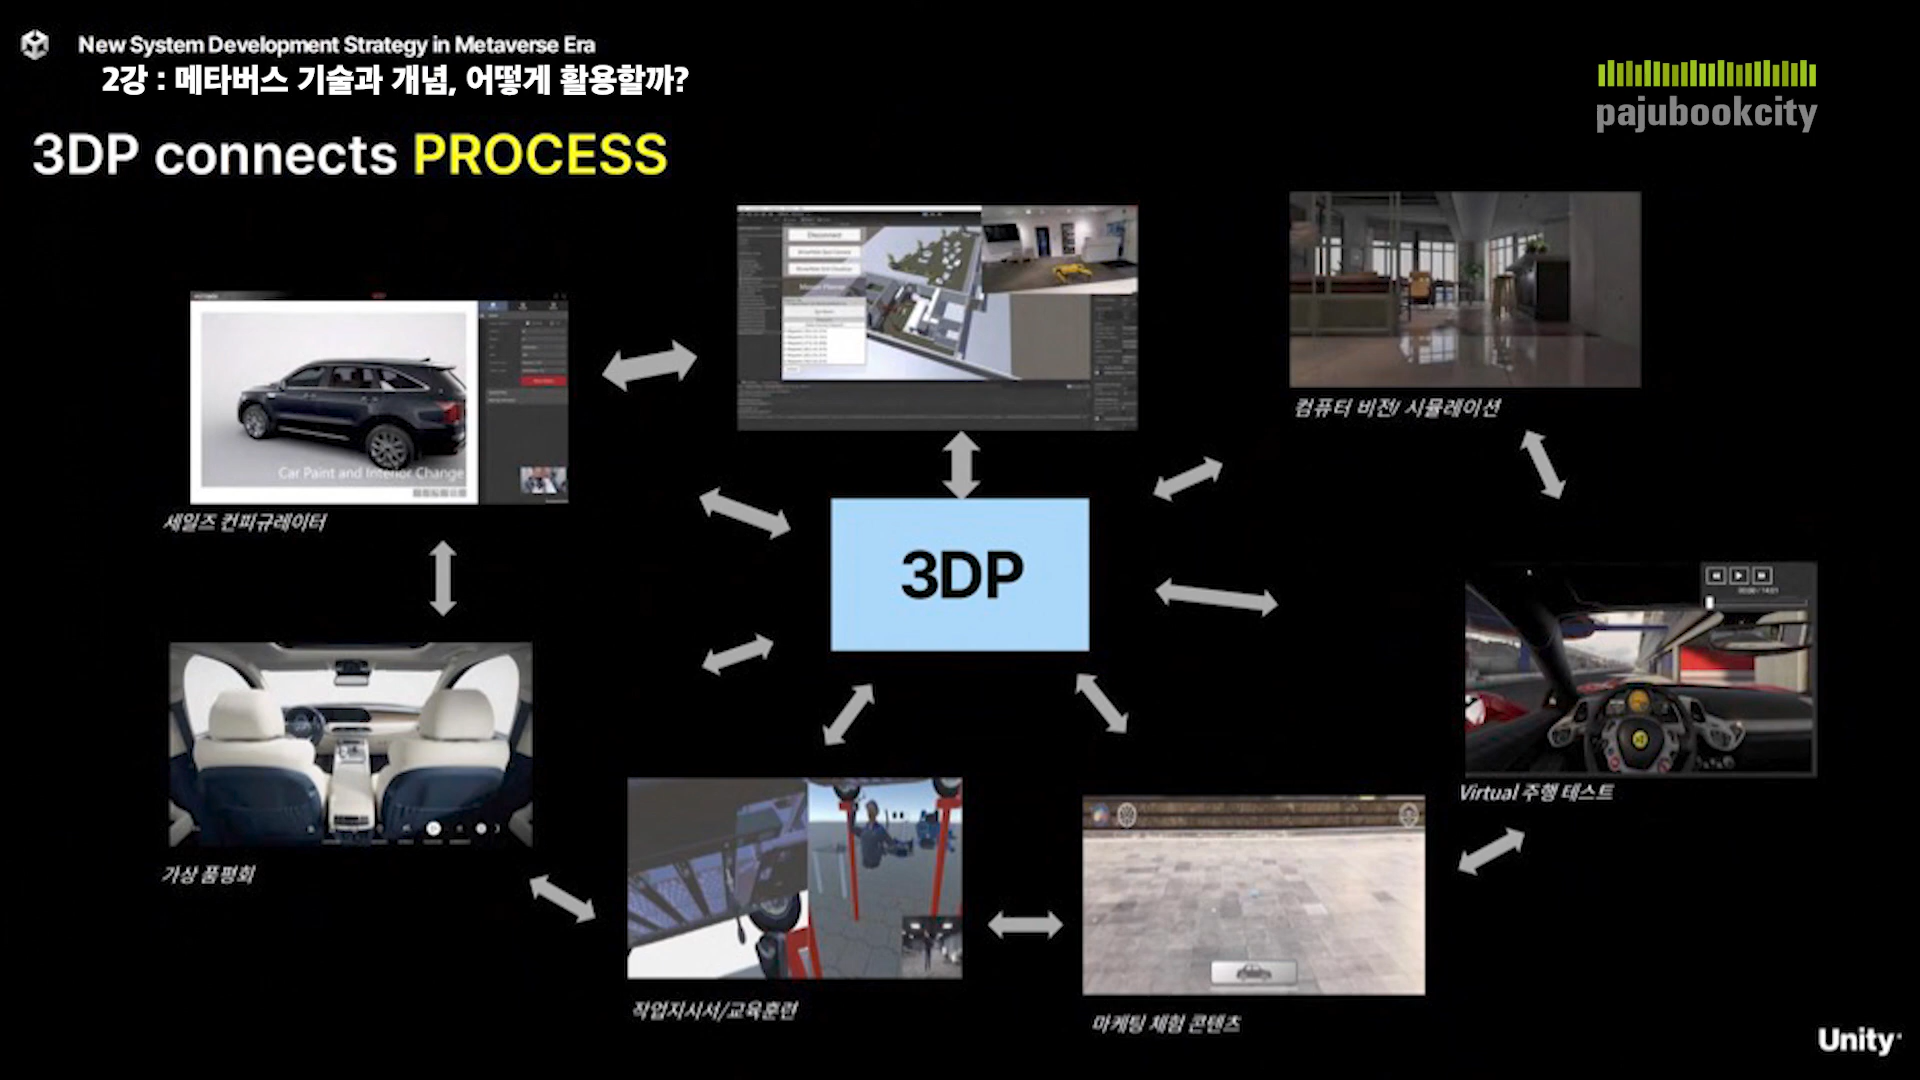 New System Development Strategy in Metaverse Era
2강 : 메타버스 기술과 개념, 어떻게 활용할까?
pajubookcity
3DP connects PROCESS
Disconnect
컴퓨터 비전/ 시뮬레이션
Car Paint and Interior Change
세일즈 컨피규레이터
3DP
Virtual 주행 테스트
가상 품평회
작업지시서/교육훈련
마케팅 체험 콘텐츠
Unity